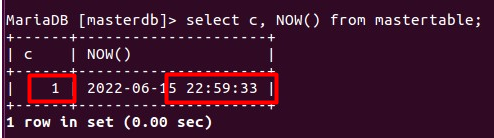 MariaDB [masterdb]> select c, NOW() from mastertable;
+------+---------------------+
| c    | NOW()               |
+------+---------------------+
|    1 | 2022-06-15 22:59:33 |
+------+---------------------+
1 row in set (0.00 sec)